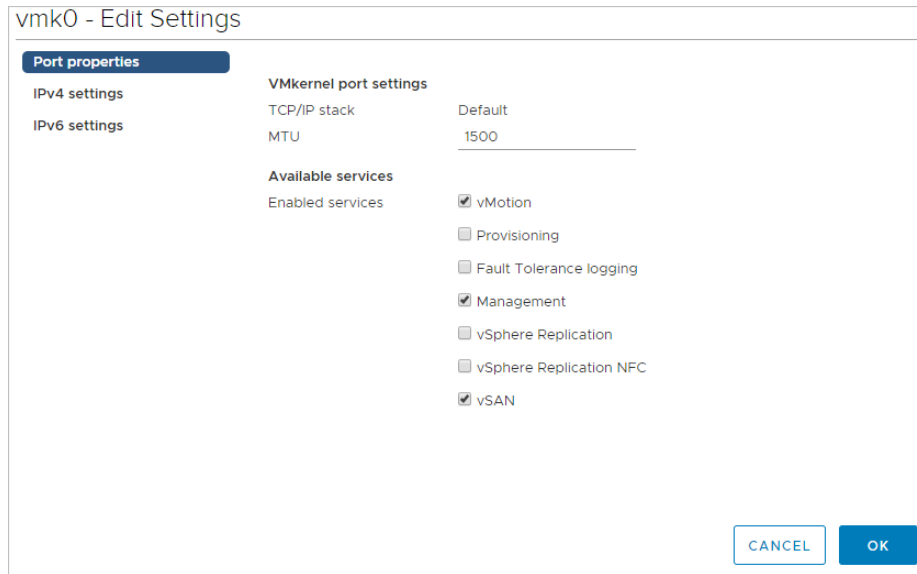 vmk0 - Edit Settings
Port properties
IPv4 settings
IPv6 settings
VMkernel port settings
TCP/IP stack Default
MTU 1500
Available services
Enabled services vMotion
Provisioning
Fault Tolerance logging
Management
vSphere Replication
vSphere Replication NFC
vSAN
CANCEL OK